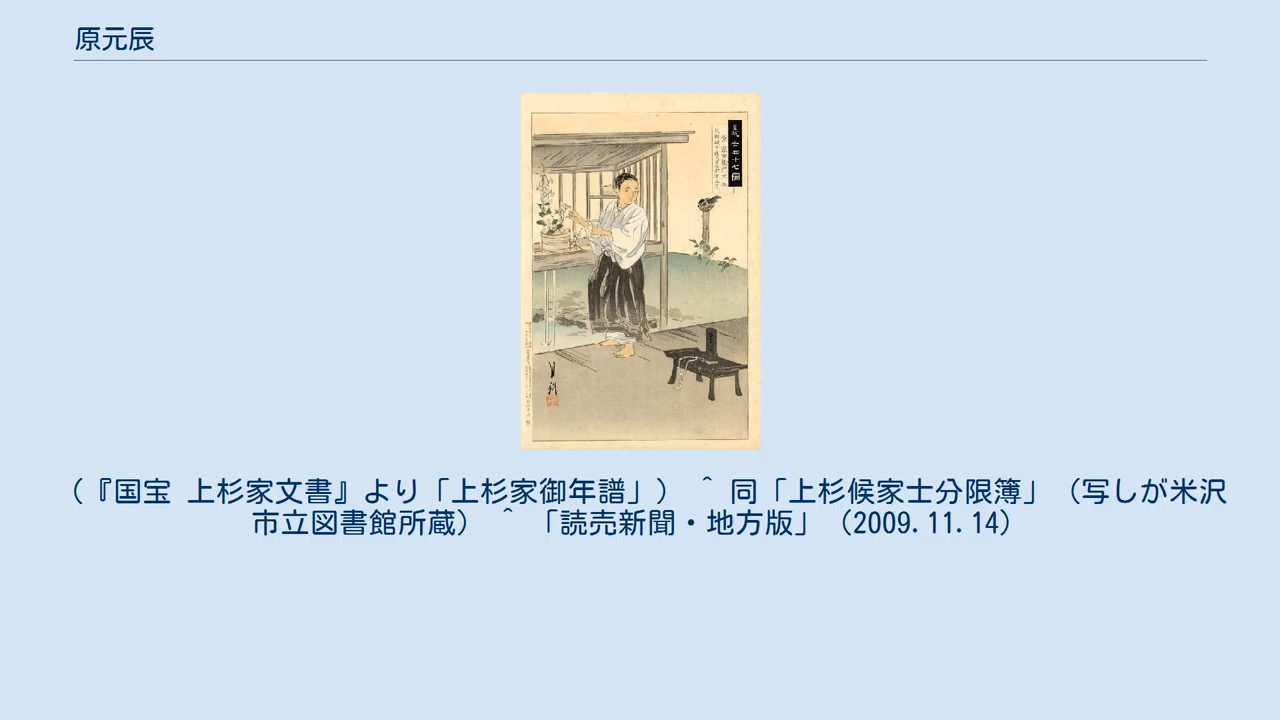 原元辰
（『国宝 上杉家文書』より「上杉家御年譜」） ^ 同「上杉候家士分限簿」（写しが米沢
市立図書館所蔵） ^ 「読売新聞・地方版」（2009.11.14）